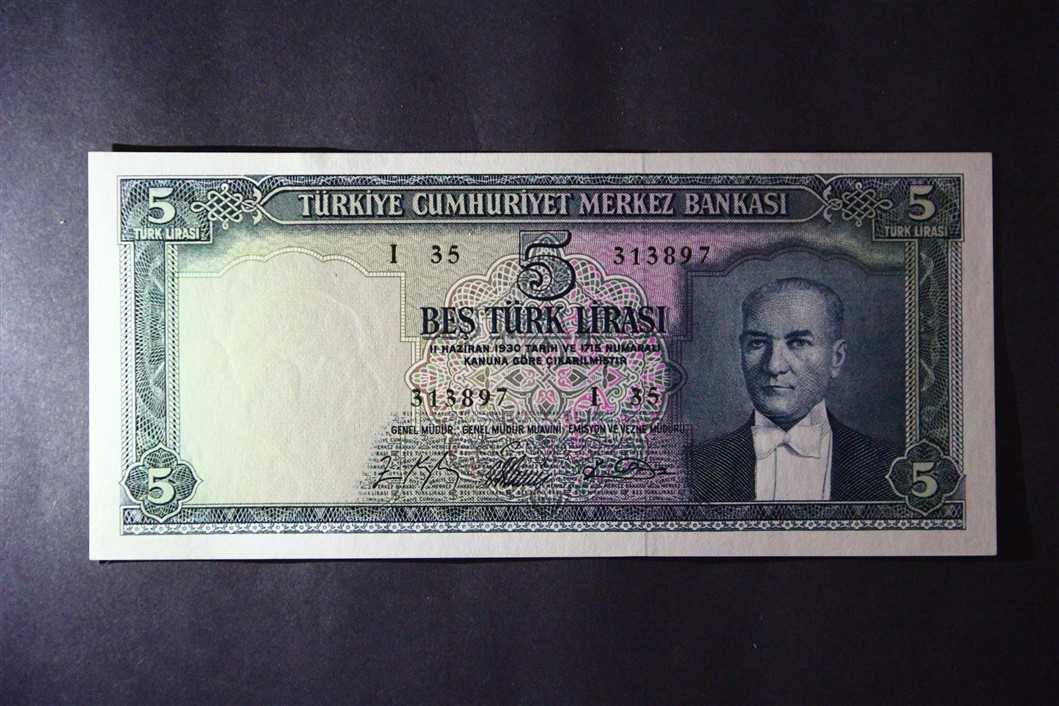 5 TÜRKİYE CUMHURİYET MERKEZ BANKASI 5
TÜRK LİRASI TÜRK LİRASI
I 35 5 313897
BEŞ TÜRK LİRASI
11 HAZİRAN 1930 TARİH VE 1715 NUMARALI
KANUNA GÖRE ÇIKARILMIŞTIR
313897 I 35
GENEL MÜDÜR, GENEL MÜDÜR MUAVİNİ, EMİSYON VE VEZNE MÜDÜRÜ
5 5